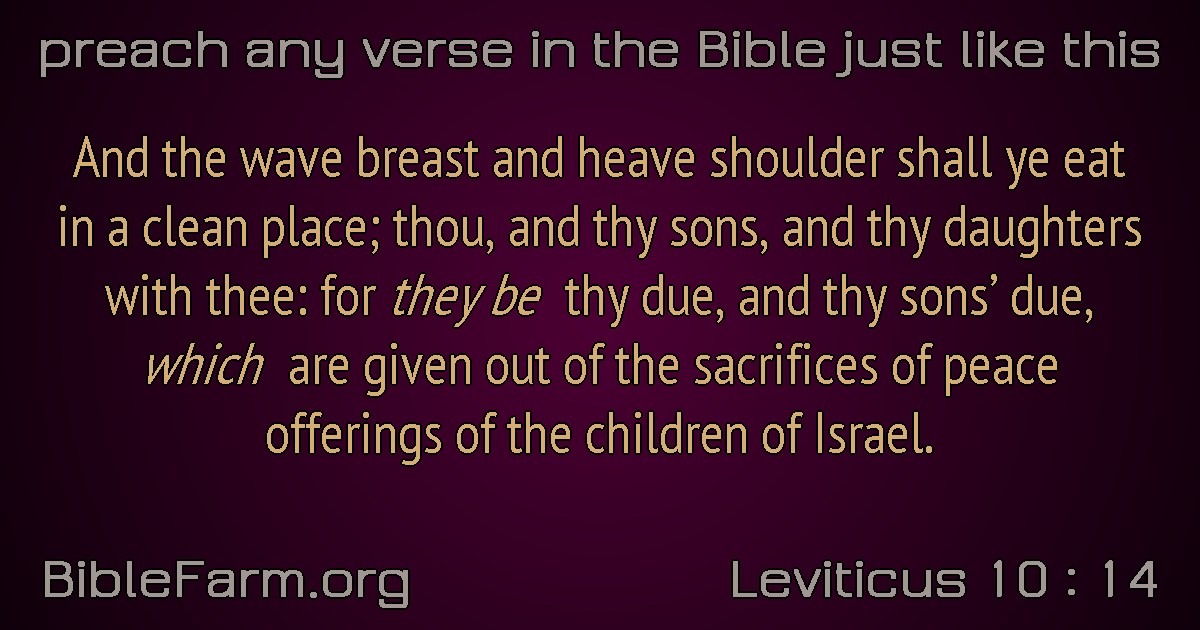 preach any verse in the Bible just like this
And the wave breast and heave shoulder shall ye eat
in a clean place; thou, and thy sons, and thy daughters
with thee: for they be thy due, and thy sons’ due,
which are given out of the sacrifices of peace
offerings of the children of Israel.
BibleFarm.org
Leviticus 10 : 14